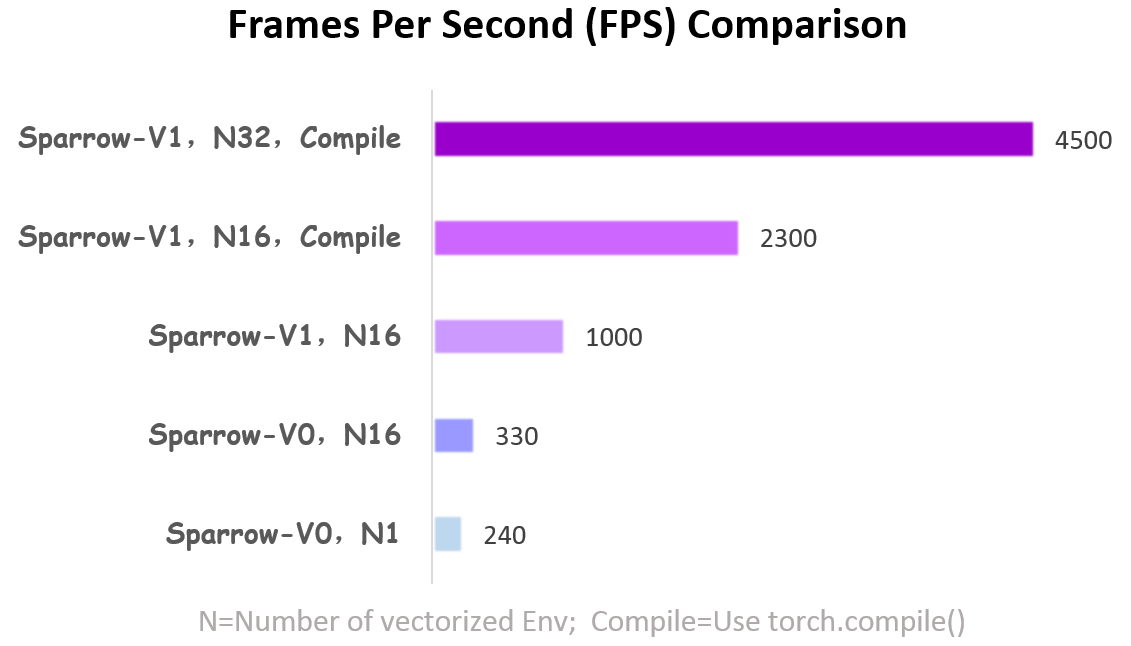 Frames Per Second (FPS) Comparison
Sparrow-V1，N32，Compile 4500
Sparrow-V1，N16，Compile 2300
Sparrow-V1，N16 1000
Sparrow-V0，N16 330
Sparrow-V0，N1 240
N=Number of vectorized Env;  Compile=Use torch.compile()